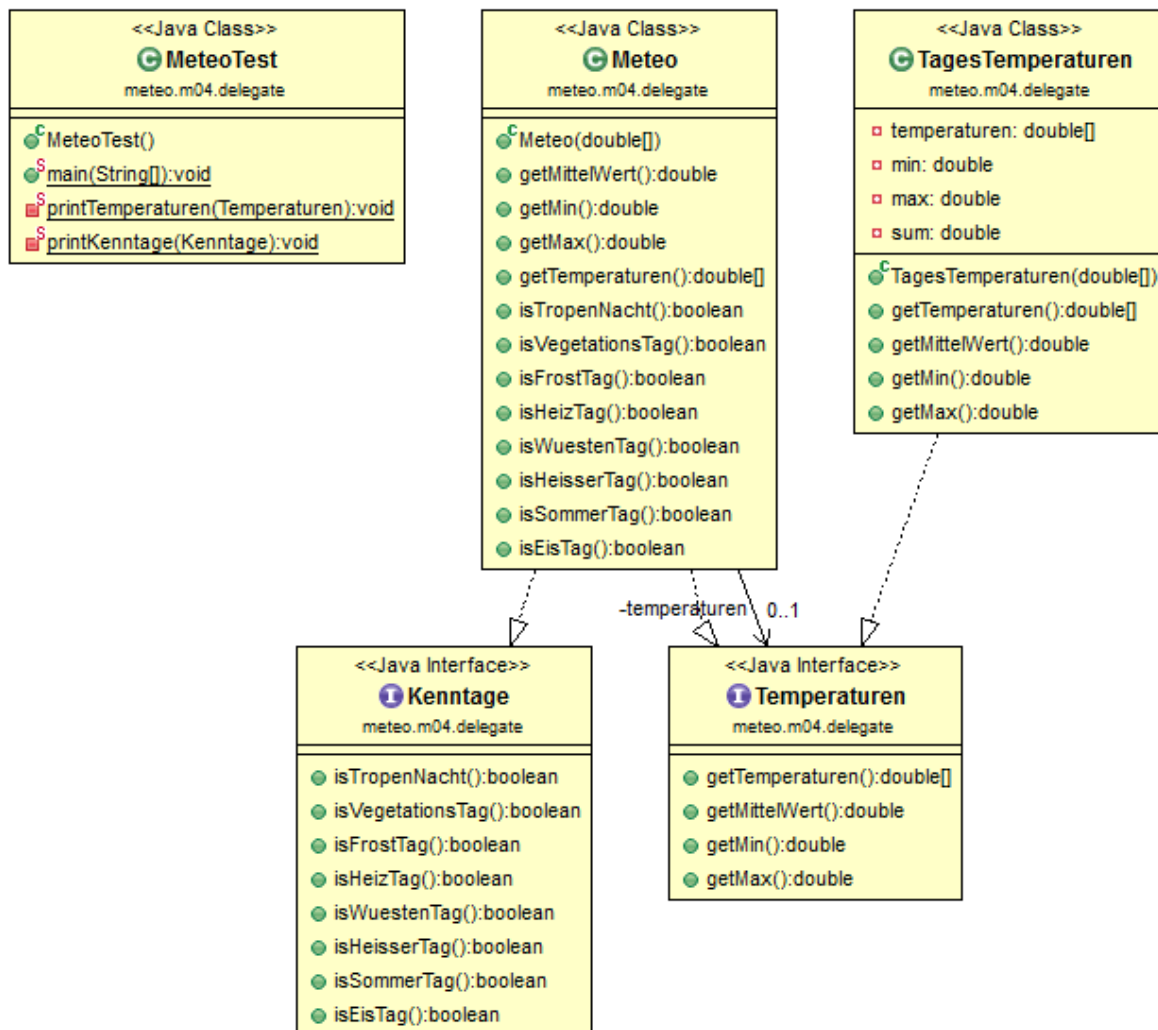 <<Java Class>>
MeteoTest
meteo.m04.delegate
MeteoTest()
main(String[]):void
printTemperaturen(Temperaturen):void
printKenntage(Kenntage):void
<<Java Class>>
Meteo
meteo.m04.delegate
Meteo(double[])
getMittelWert():double
getMin():double
getMax():double
getTemperaturen():double[]
isTropenNacht():boolean
isVegetationsTag():boolean
isFrostTag():boolean
isHeizTag():boolean
isWuestenTag():boolean
isHeisserTag():boolean
isSommerTag():boolean
isEisTag():boolean
<<Java Class>>
TagesTemperaturen
meteo.m04.delegate
temperaturen: double[]
min: double
max: double
sum: double
TagesTemperaturen(double[])
getTemperaturen():double[]
getMittelWert():double
getMin():double
getMax():double
-temperaturen 0..1
<<Java Interface>>
Kenntage
meteo.m04.delegate
isTropenNacht():boolean
isVegetationsTag():boolean
isFrostTag():boolean
isHeizTag():boolean
isWuestenTag():boolean
isHeisserTag():boolean
isSommerTag():boolean
isEisTag():boolean
<<Java Interface>>
Temperaturen
meteo.m04.delegate
getTemperaturen():double[]
getMittelWert():double
getMin():double
getMax():double